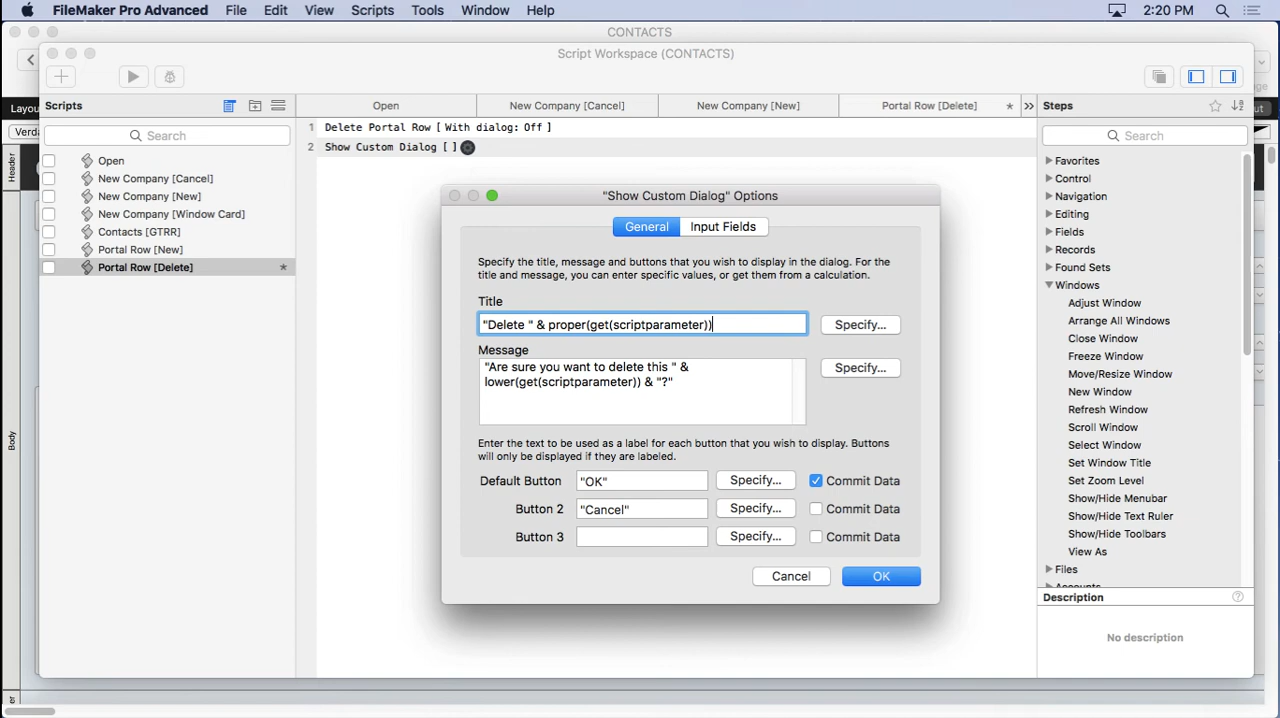 FileMaker Pro Advanced File Edit View Scripts Tools Window Help 2:20 PM
CONTACTS
Script Workspace (CONTACTS)
Layou
Verda
Header
Body
Scripts
Search
Open
New Company [Cancel]
New Company [New]
New Company [Window Card]
Contacts [GTRR]
Portal Row [New]
Portal Row [Delete] *
Open New Company [Cancel] New Company [New] Portal Row [Delete] * »
1 Delete Portal Row [ With dialog: Off ]
2 Show Custom Dialog [ ]
"Show Custom Dialog" Options
General Input Fields
Specify the title, message and buttons that you wish to display in the dialog. For the
title and message, you can enter specific values, or get them from a calculation.
Title
"Delete " & proper(get(scriptparameter)) Specify...
Message
"Are sure you want to delete this " &
lower(get(scriptparameter)) & "?"
Specify...
Enter the text to be used as a label for each button that you wish to display. Buttons
will only be displayed if they are labeled.
Default Button "OK" Specify... Commit Data
Button 2 "Cancel" Specify... Commit Data
Button 3 Specify... Commit Data
Cancel OK
Steps
Search
Favorites
Control
Navigation
Editing
Fields
Records
Found Sets
Windows
Adjust Window
Arrange All Windows
Close Window
Freeze Window
Move/Resize Window
New Window
Refresh Window
Scroll Window
Select Window
Set Window Title
Set Zoom Level
Show/Hide Menubar
Show/Hide Text Ruler
Show/Hide Toolbars
View As
Files
Accounts
Description
No description